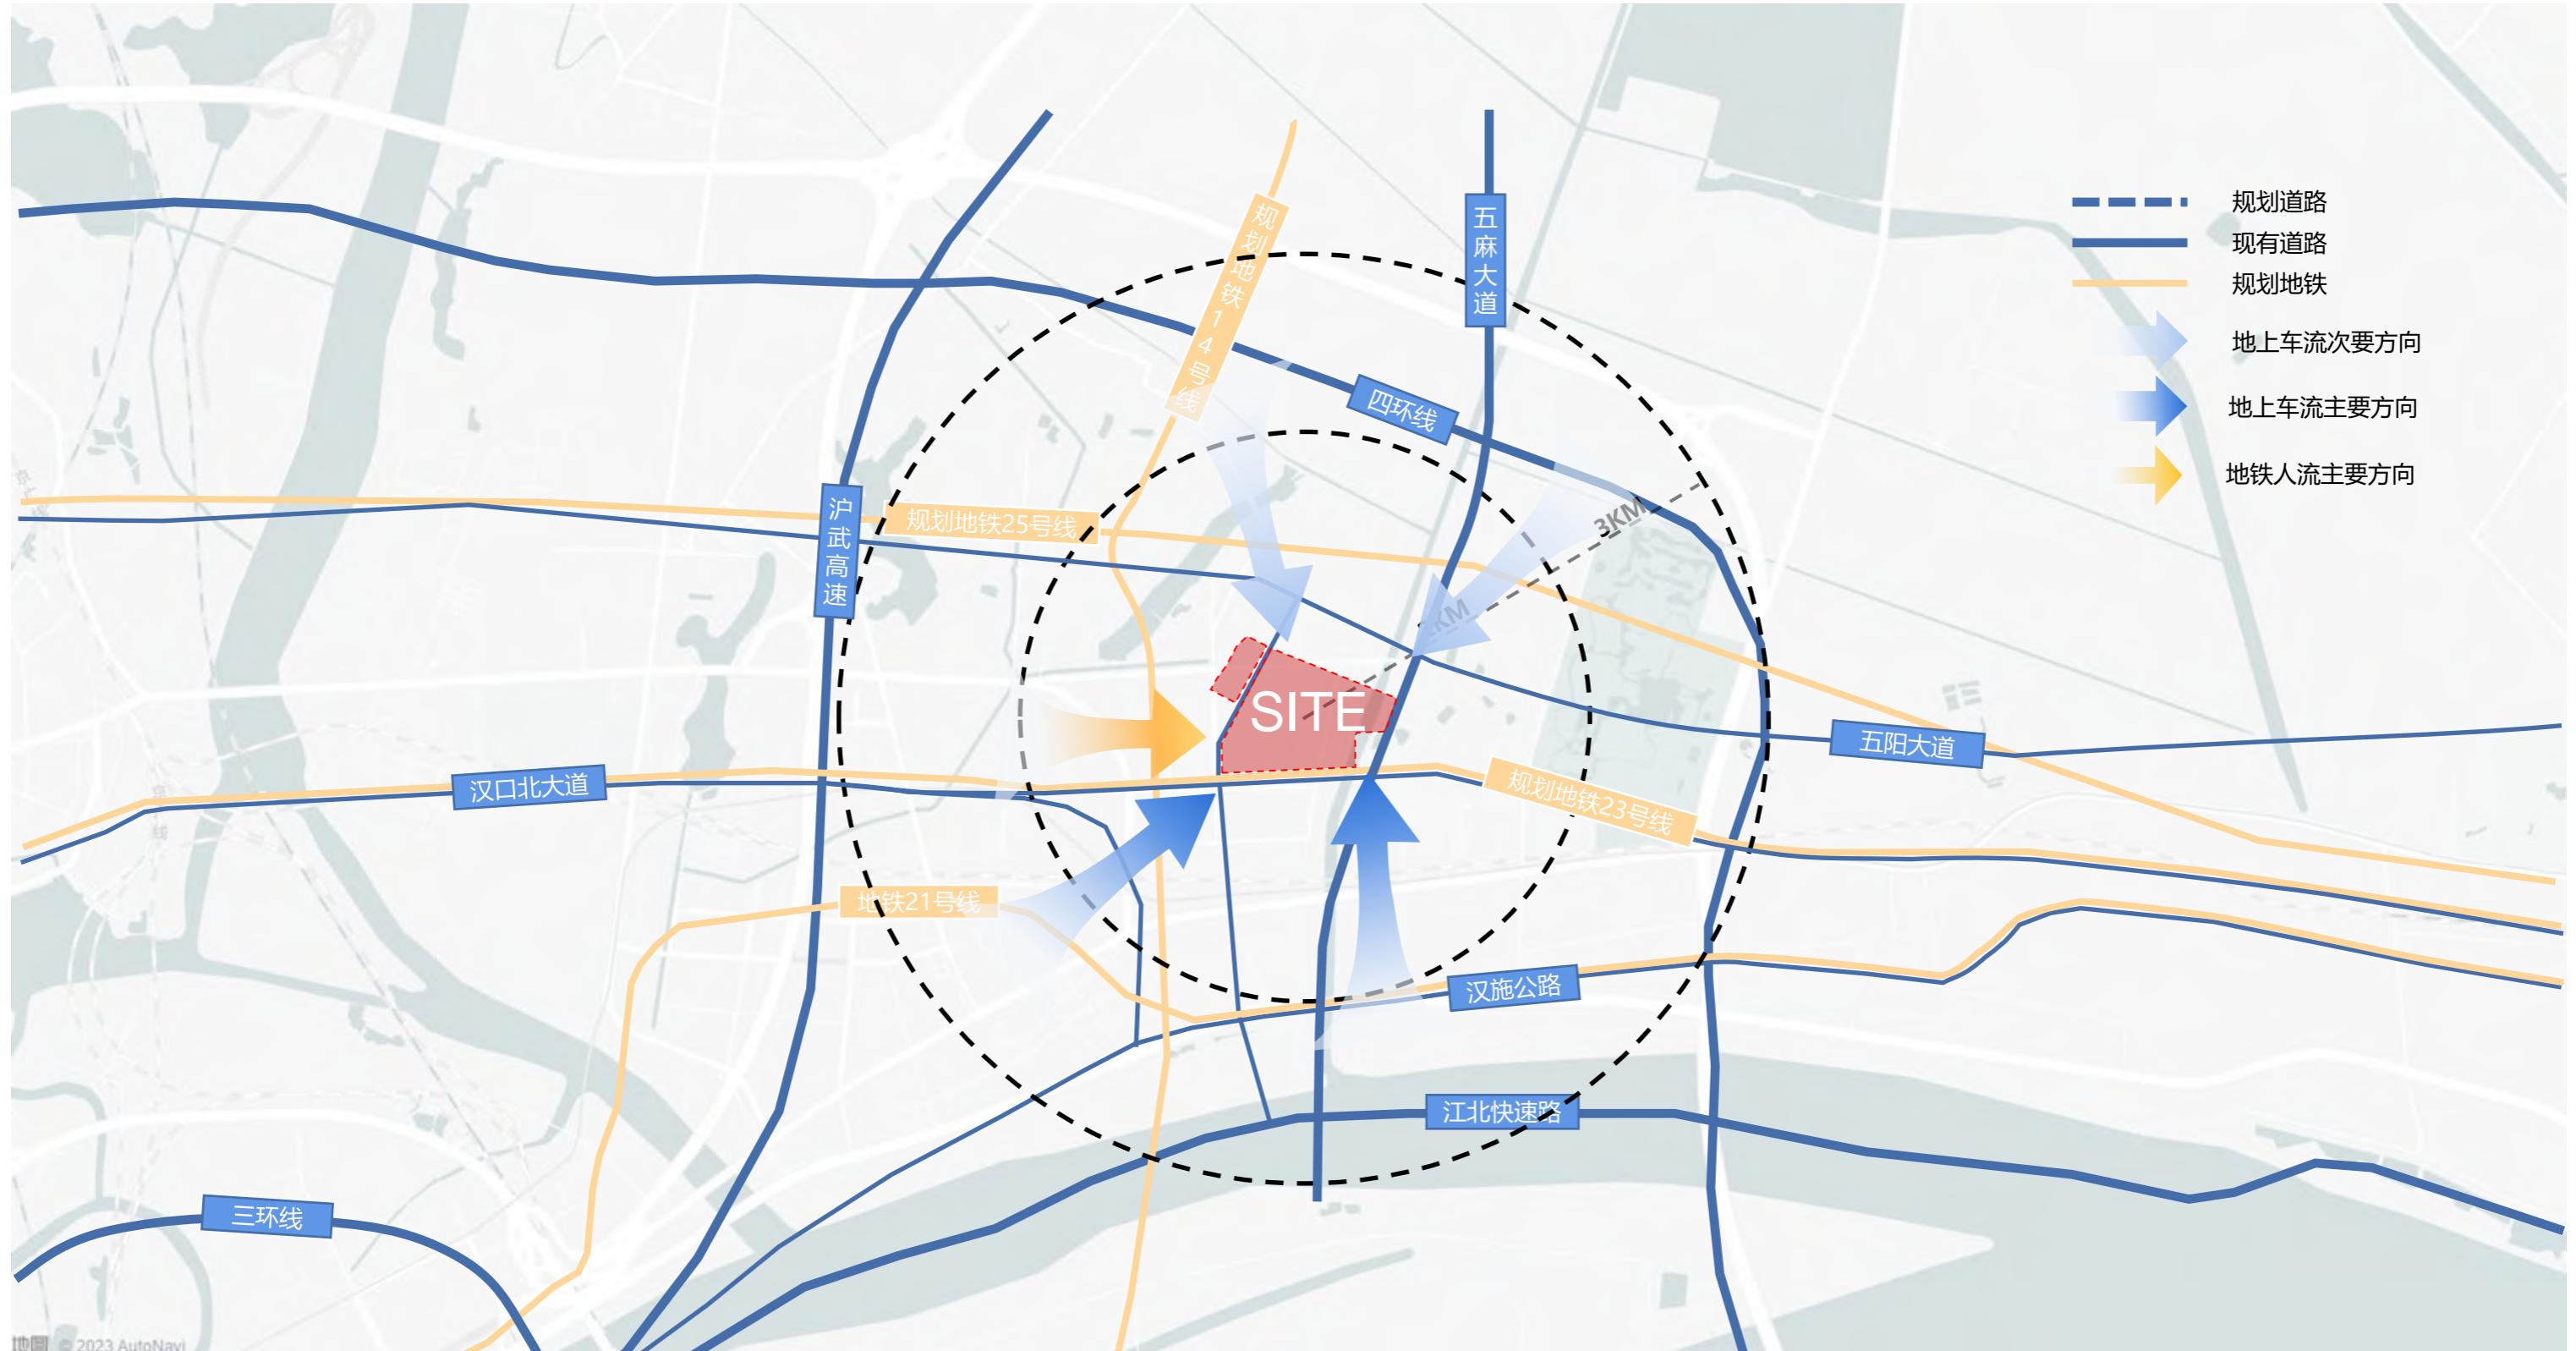 规划道路
现有道路
规划地铁
地上车流次要方向
地上车流主要方向
地铁人流主要方向
五麻大道
规划地铁14号线
四环线
沪武高速
规划地铁25号线
3KM
KM
SITE
五阳大道
汉口北大道
规划地铁23号线
地铁21号线
汉施公路
江北快速路
三环线
地图 © 2023 AutoNavi